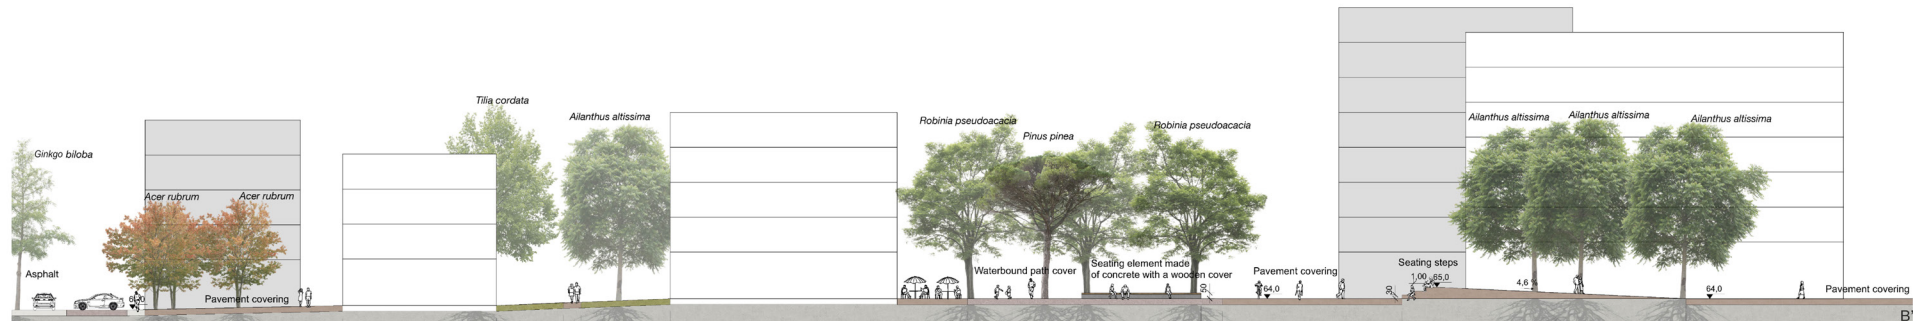 Tilia cordata
Ailanthus altissima
Robinia pseudoacacia
Pinus pinea
Robinia pseudoacacia
Ailanthus altissima
Ailanthus altissima
Ailanthus altissima
Ginkgo biloba
Acer rubrum
Acer rubrum
Asphalt
Pavement covering
Waterbound path cover
Seating element made
of concrete with a wooden cover
50
Pavement covering
64,0
30
Seating steps
1,00
65,0
4,6
64,0
Pavement covering